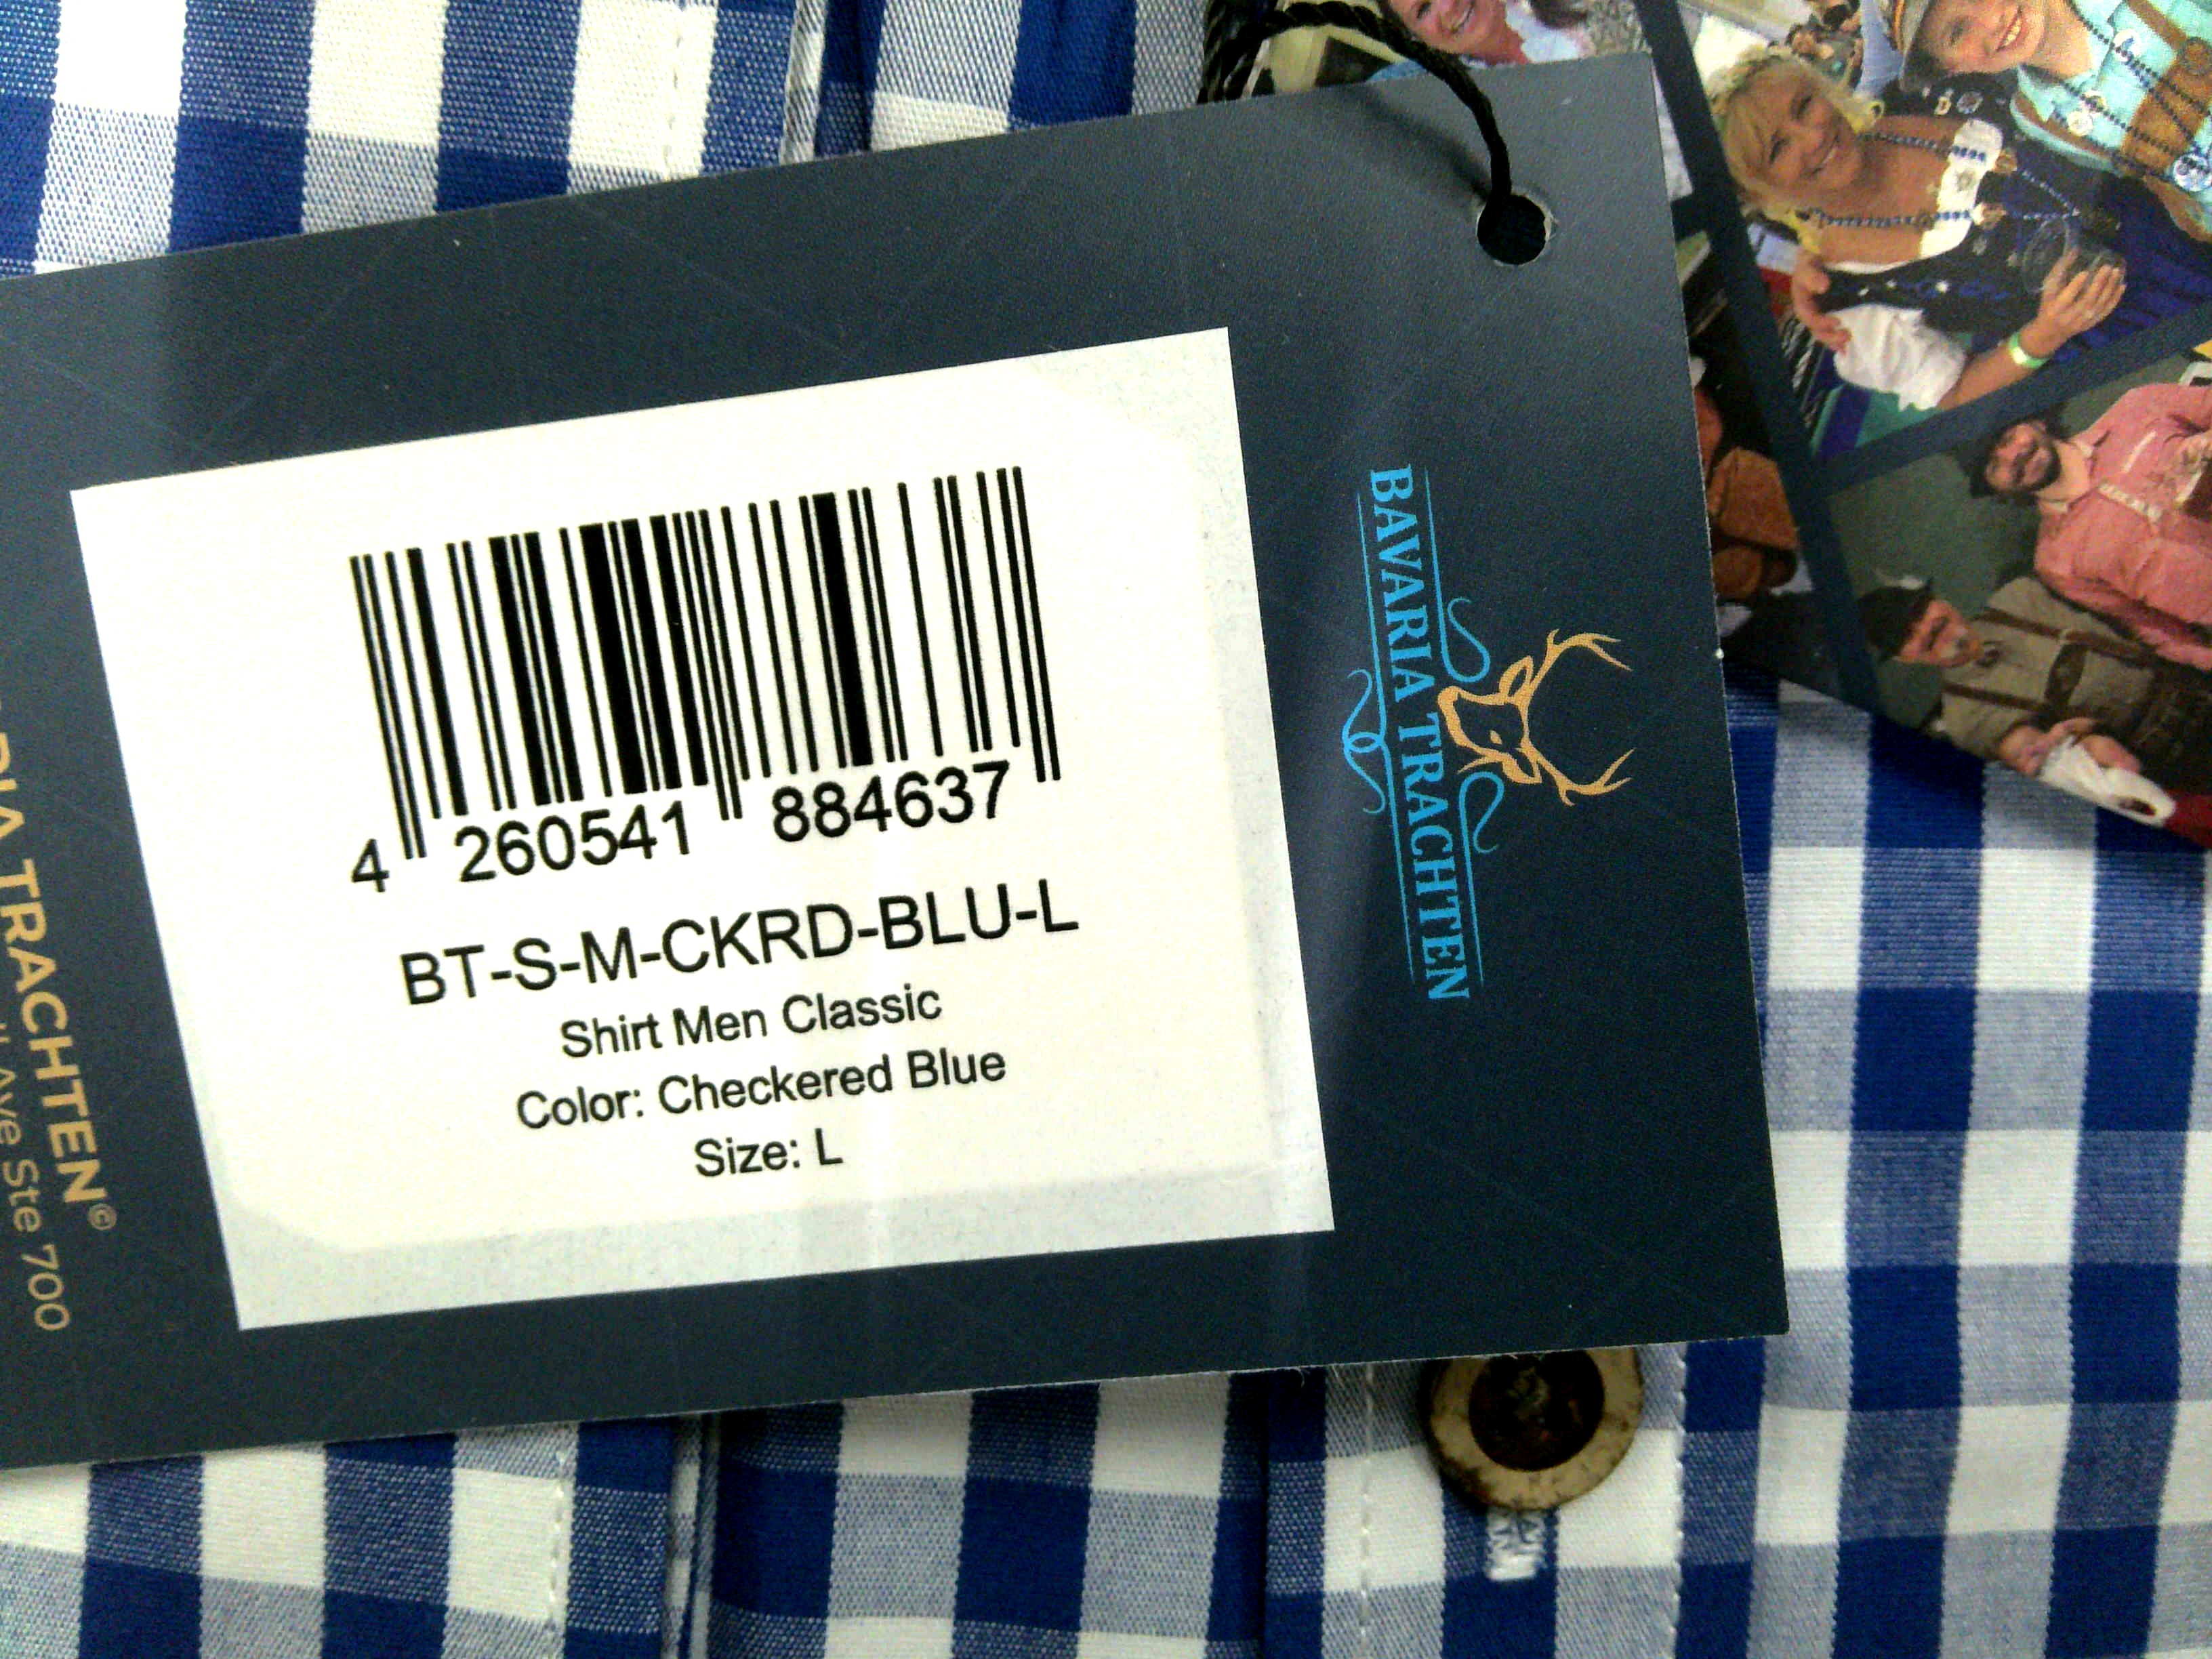 4 260541 884637
BT-S-M-CKRD-BLU-L
Shirt Men Classic
Color: Checkered Blue
Size: L
BAVARIA TRACHTEN
TRACHTEN©
Ave Ste 700